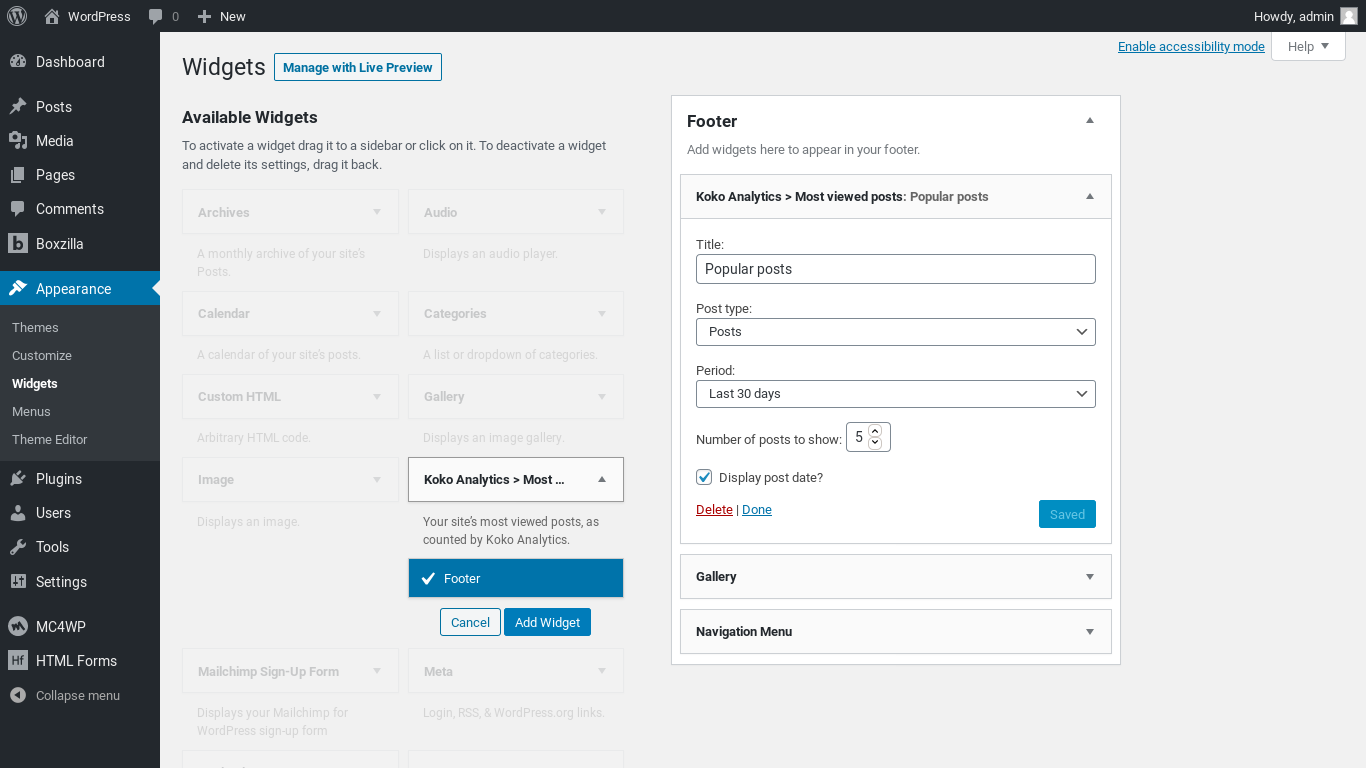 WordPress
0
New
Howdy, admin
Dashboard
Posts
Media
Pages
Comments
Boxzilla
Appearance
Themes
Customize
Widgets
Menus
Theme Editor
Plugins
Users
Tools
Settings
MC4WP
HTML Forms
Collapse menu
Enable accessibility mode
Help
Widgets
Manage with Live Preview
Available Widgets
To activate a widget drag it to a sidebar or click on it. To deactivate a widget
and delete its settings, drag it back.
Archives
A monthly archive of your site's
Posts.
Audio
Displays an audio player.
Calendar
A calendar of your site's posts.
Categories
A list or dropdown of categories.
Custom HTML
Arbitrary HTML code.
Gallery
Displays an image gallery.
Image
Displays an image.
Koko Analytics > Most ...
Your site's most viewed posts, as
counted by Koko Analytics.
Footer
Cancel
Add Widget
Mailchimp Sign-Up Form
Displays your Mailchimp for
WordPress sign-up form
Meta
Login, RSS, & WordPress.org links.
Footer
Add widgets here to appear in your footer.
Koko Analytics > Most viewed posts: Popular posts
Title:
Popular posts
Post type:
Posts
Period:
Last 30 days
Number of posts to show: 5
Display post date?
Delete | Done
Saved
Gallery
Navigation Menu